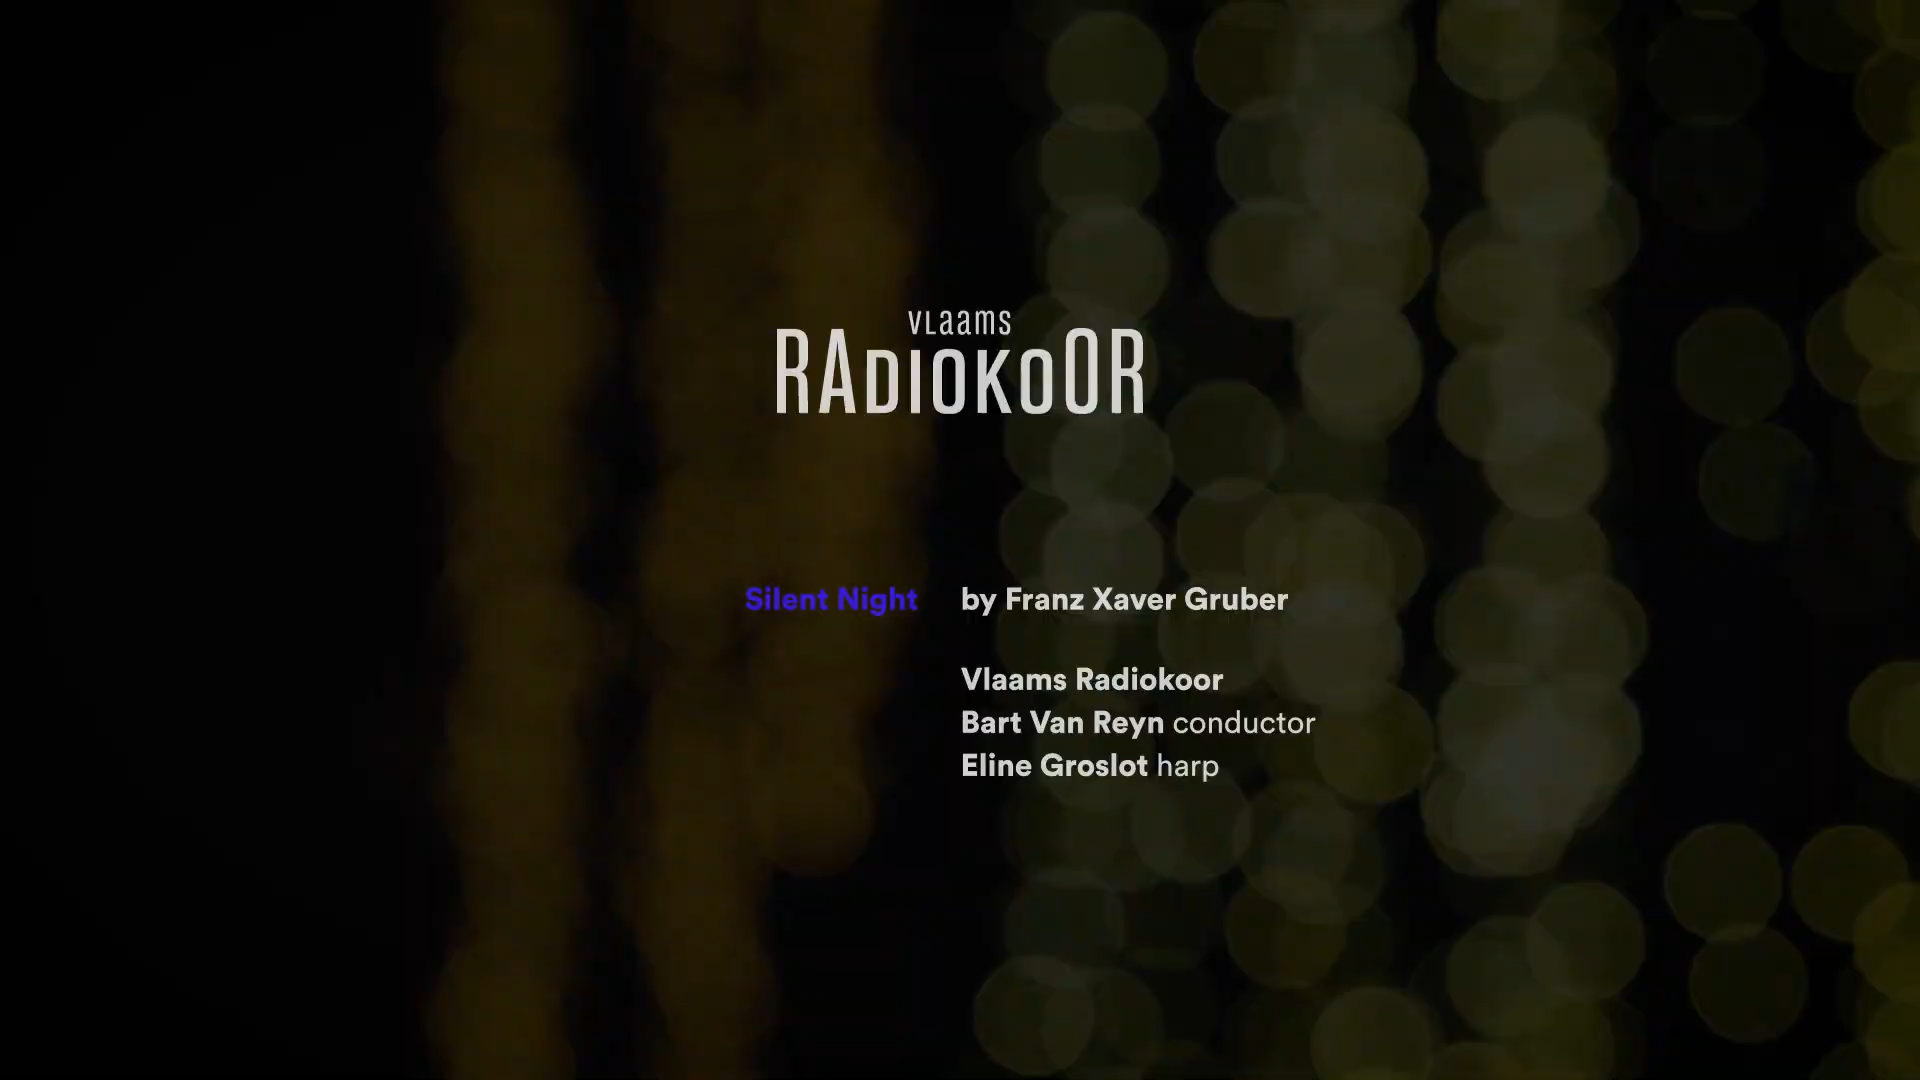 vlaams
RAdioKoOR
Silent Night by Franz Xaver Gruber
Vlaams Radiokoor
Bart Van Reyn conductor
Eline Groslot harp